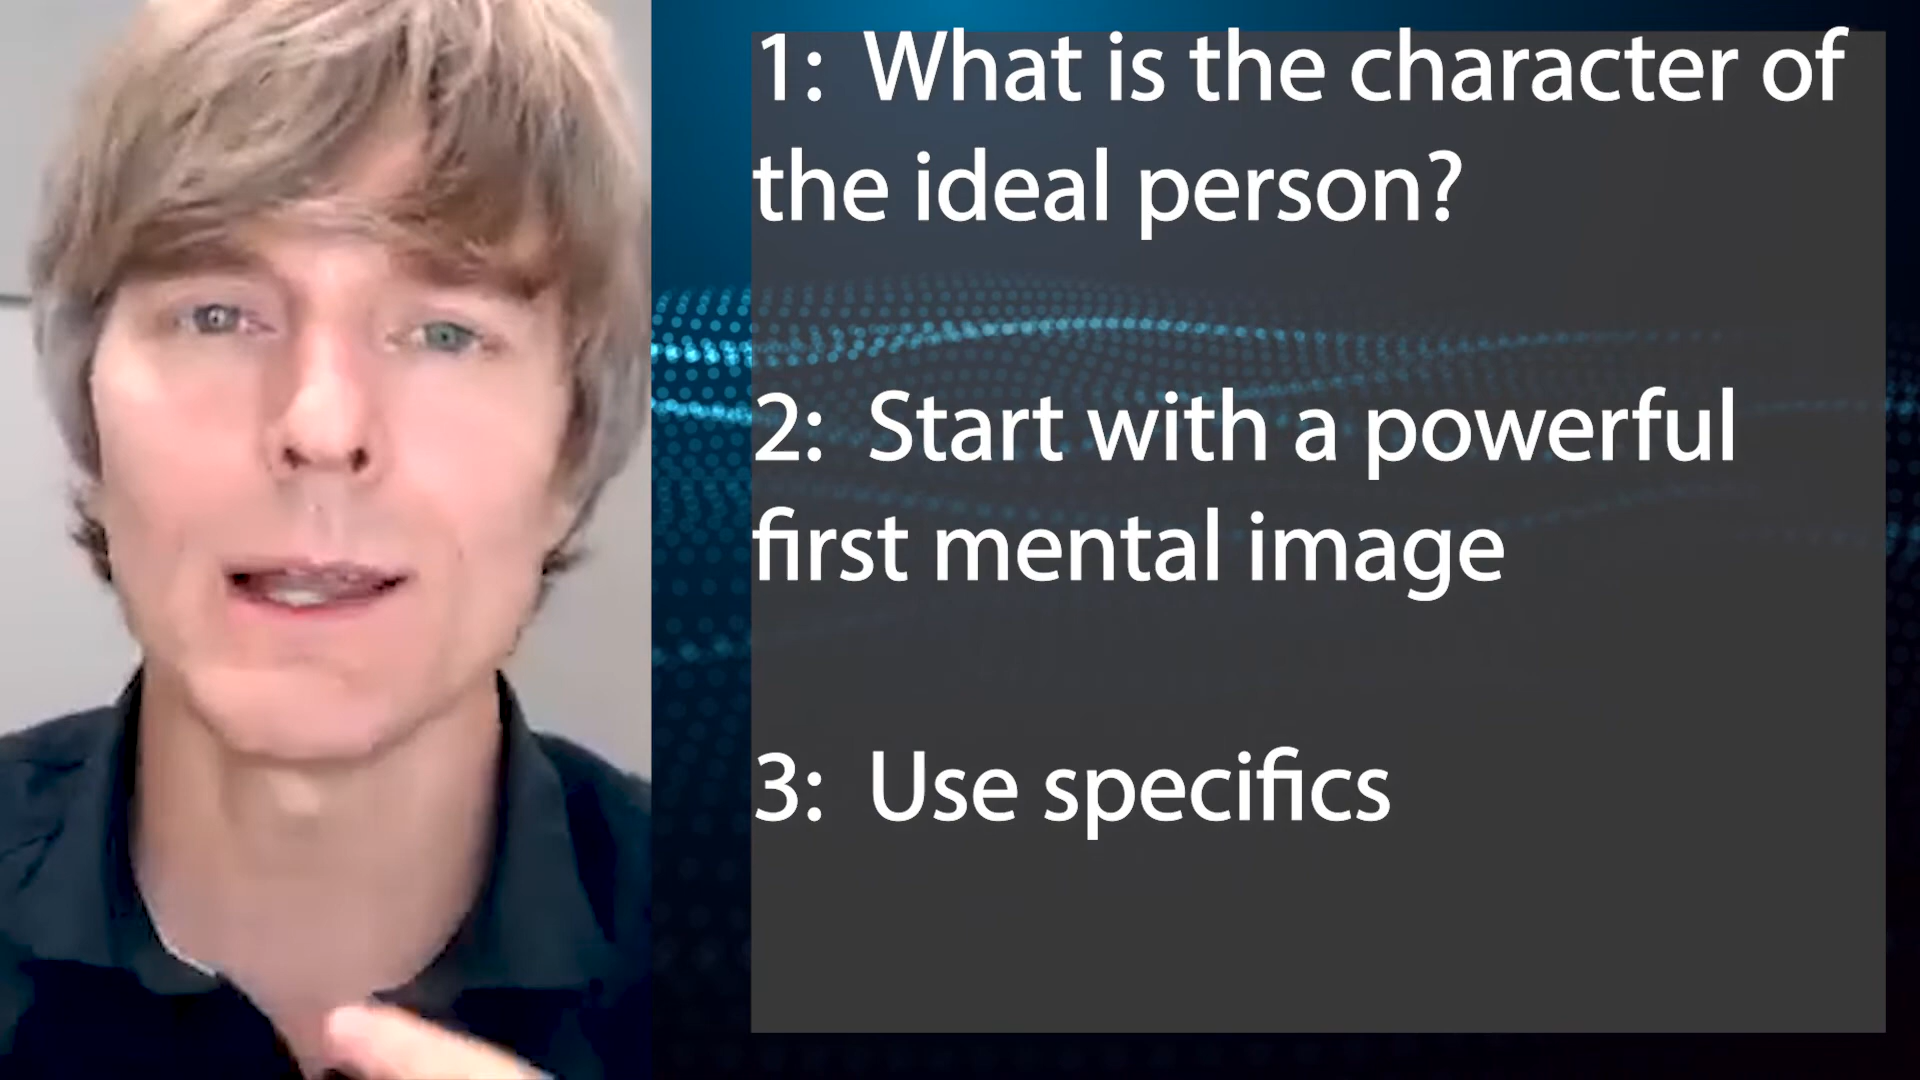 1:  What is the character of
the ideal person?
2:  Start with a powerful
first mental image
3:  Use specifics